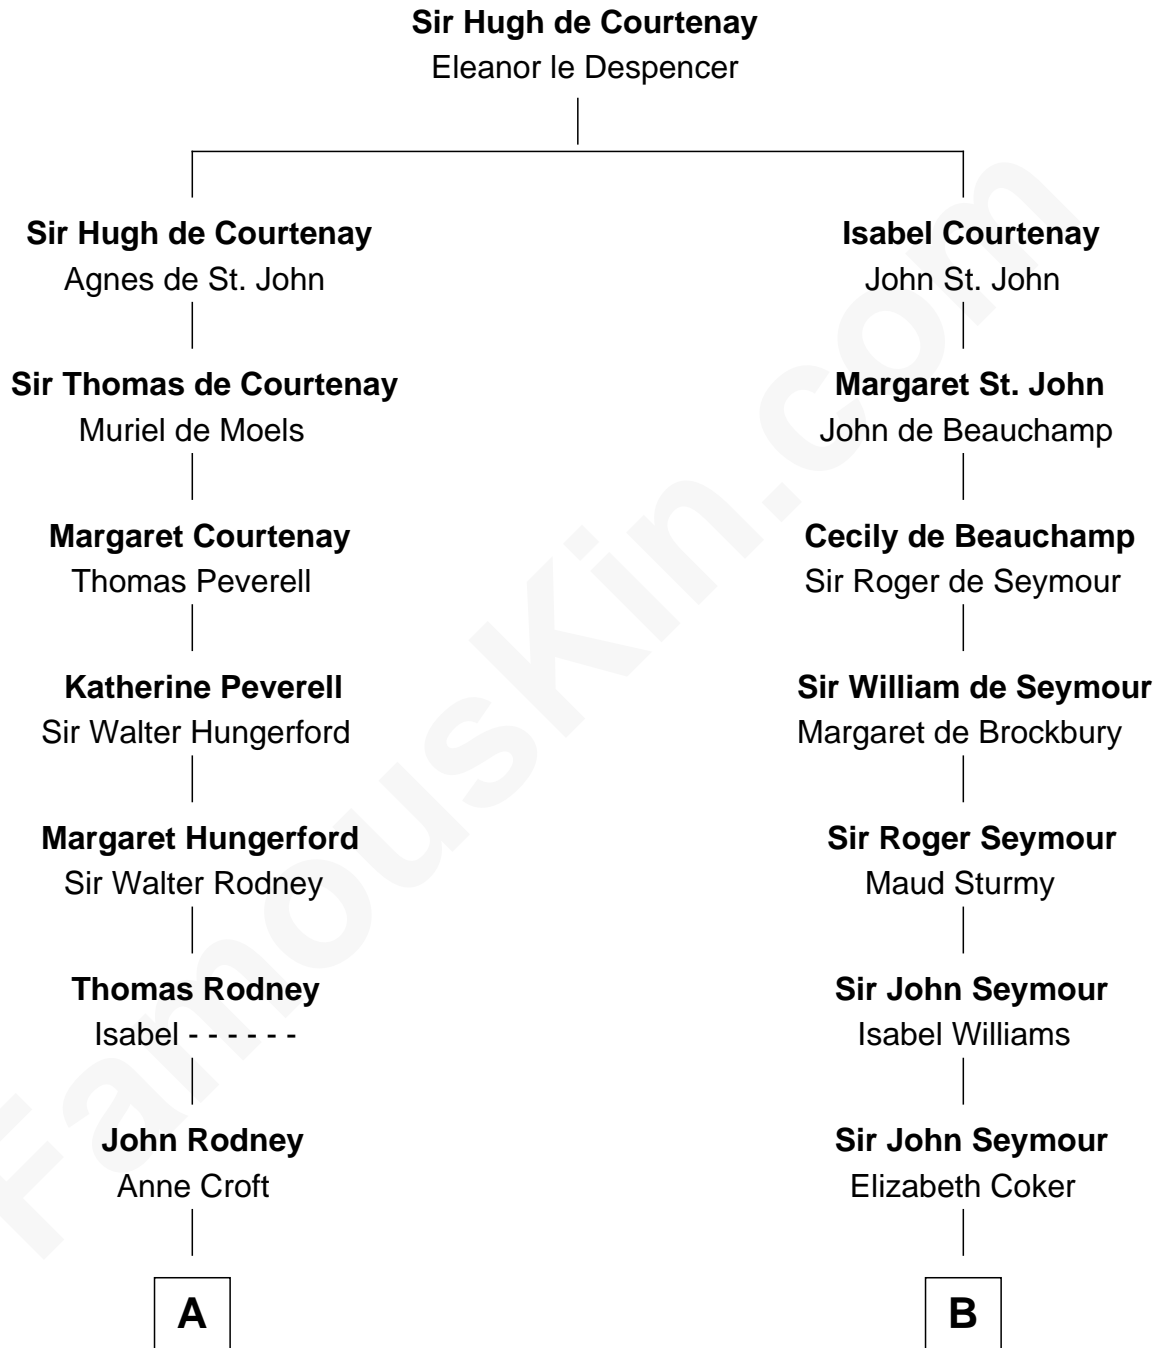 Sir Hugh de Courtenay
Eleanor le Despencer
Sir Hugh de Courtenay
Agnes de St. John
Isabel Courtenay
John St. John
Sir Thomas de Courtenay
Muriel de Moels
Margaret St. John
John de Beauchamp
Margaret Courtenay
Thomas Peverell
Cecily de Beauchamp
Sir Roger de Seymour
Katherine Peverell
Sir Walter Hungerford
Sir William de Seymour
Margaret de Brockbury
Margaret Hungerford
Sir Walter Rodney
Sir Roger Seymour
Maud Sturmy
Thomas Rodney
Isabel - - - - - -
Sir John Seymour
Isabel Williams
John Rodney
Anne Croft
Sir John Seymour
Elizabeth Coker
A
B
FamousKin.com